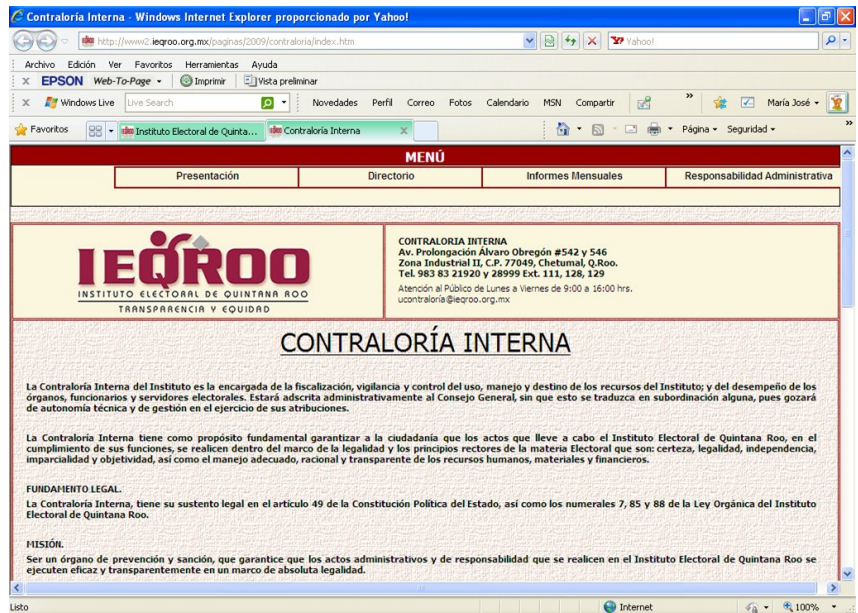 Contraloría Interna - Windows Internet Explorer proporcionado por Yahoo!
http://www2.ieqroo.org.mx/paginas/2009/contraloria/index.htm
Yahoo!
Archivo Edición Ver Favoritos Herramientas Ayuda
x EPSON Web-To-Page Imprimir Vista preliminar
x Windows Live Live Search Novedades Perfil Correo Fotos Calendario MSN Compartir » María José
Favoritos Instituto Electoral de Quinta... Contraloría Interna x Página Seguridad »
MENÚ
Presentación Directorio Informes Mensuales Responsabilidad Administrativa
IEQROO
INSTITUTO ELECTORAL DE QUINTANA ROO
TRANSPARENCIA Y EQUIDAD
CONTRALORIA INTERNA
Av. Prolongación Álvaro Obregón #542 y 546
Zona Industrial II, C.P. 77049, Chetumal, Q.Roo.
Tel. 983 83 21920 y 28999 Ext. 111, 128, 129
Atención al Público de Lunes a Viernes de 9:00 a 16:00 hrs.
ucontraloría@ieqroo.org.mx
CONTRALORÍA INTERNA
La Contraloría Interna del Instituto es la encargada de la fiscalización, vigilancia y control del uso, manejo y destino de los recursos del Instituto; y del desempeño de los
órganos, funcionarios y servidores electorales. Estará adscrita administrativamente al Consejo General, sin que esto se traduzca en subordinación alguna, pues gozará
de autonomía técnica y de gestión en el ejercicio de sus atribuciones.
La Contraloría Interna tiene como propósito fundamental garantizar a la ciudadanía que los actos que lleve a cabo el Instituto Electoral de Quintana Roo, en el
cumplimiento de sus funciones, se realicen dentro del marco de la legalidad y los principios rectores de la materia Electoral que son: certeza, legalidad, independencia,
imparcialidad y objetividad, así como el manejo adecuado, racional y transparente de los recursos humanos, materiales y financieros.
FUNDAMENTO LEGAL.
La Contraloría Interna, tiene su sustento legal en el artículo 49 de la Constitución Política del Estado, así como los numerales 7, 85 y 88 de la Ley Orgánica del Instituto
Electoral de Quintana Roo.
MISIÓN.
Ser un órgano de prevención y sanción, que garantice que los actos administrativos y de responsabilidad que se realicen en el Instituto Electoral de Quintana Roo se
ejecuten eficaz y transparentemente en un marco de absoluta legalidad.
Listo Internet 100%